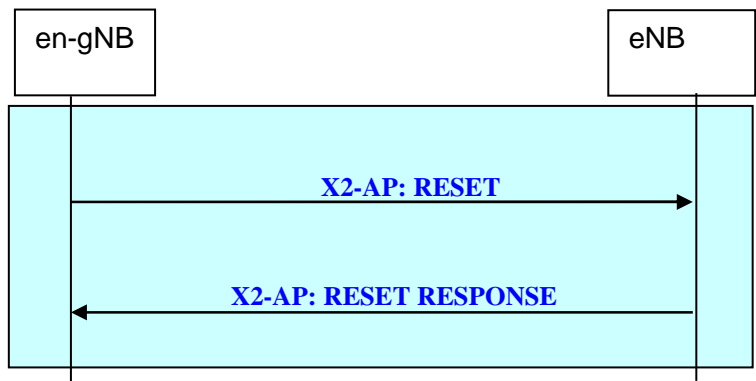 en-gNB
eNB
X2-AP: RESET
X2-AP: RESET RESPONSE